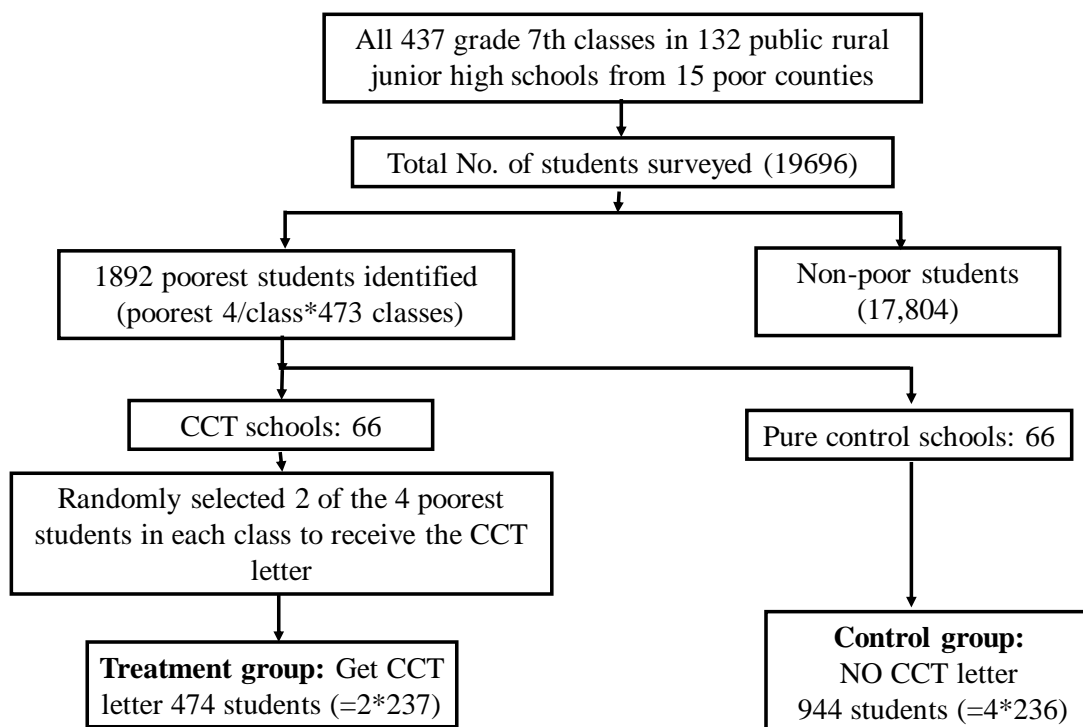 All 437 grade 7th classes in 132 public rural
junior high schools from 15 poor counties
Total No. of students surveyed (19696)
1892 poorest students identified
(poorest 4/class*473 classes)
Non-poor students
(17,804)
CCT schools: 66
Pure control schools: 66
Randomly selected 2 of the 4 poorest
students in each class to receive the CCT
letter
Treatment group: Get CCT
letter 474 students (=2*237)
Control group:
NO CCT letter
944 students (=4*236)